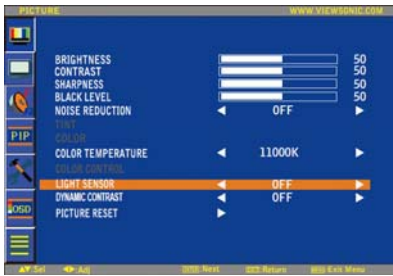 PICTURE WWW.VIEWSONIC.COM
BRIGHTNESS 50
CONTRAST 50
SHARPNESS 50
BLACK LEVEL 50
NOISE REDUCTION OFF
TINT
COLOR
PIP
COLOR TEMPERATURE 11000K
COLOR CONTROL
LIGHT SENSOR OFF
DYNAMIC CONTRAST OFF
OSD
PICTURE RESET
Sel Adj Next Return Exit Menu